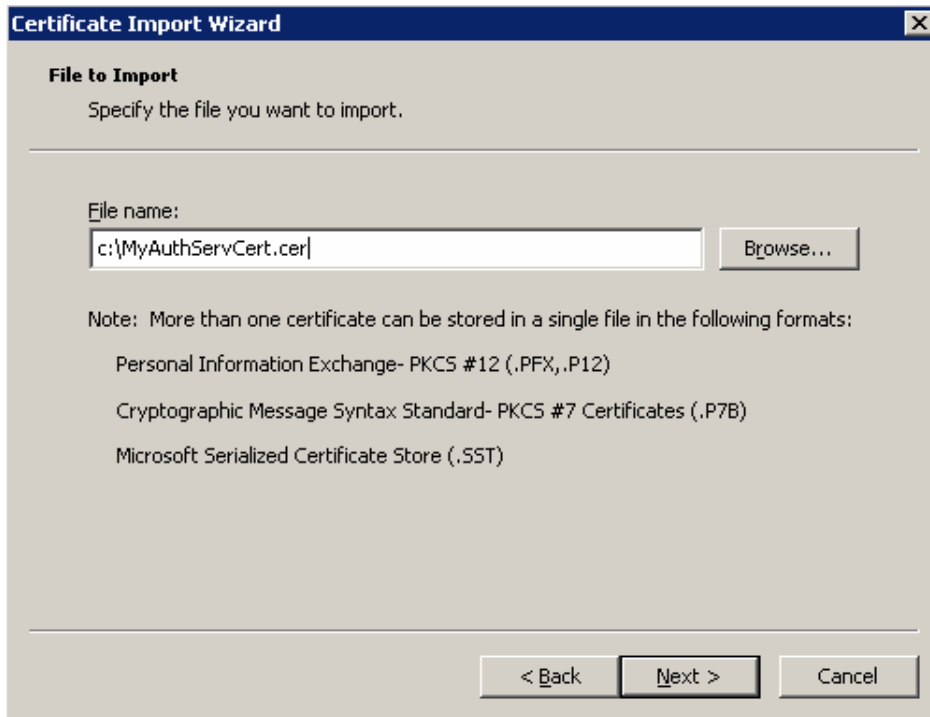 Certificate Import Wizard
File to Import
Specify the file you want to import.
File name:
c:\MyAuthServCert.cer
Browse...
Note: More than one certificate can be stored in a single file in the following formats:
Personal Information Exchange- PKCS #12 (.PFX,.P12)
Cryptographic Message Syntax Standard- PKCS #7 Certificates (.P7B)
Microsoft Serialized Certificate Store (.SST)
< Back
Next >
Cancel